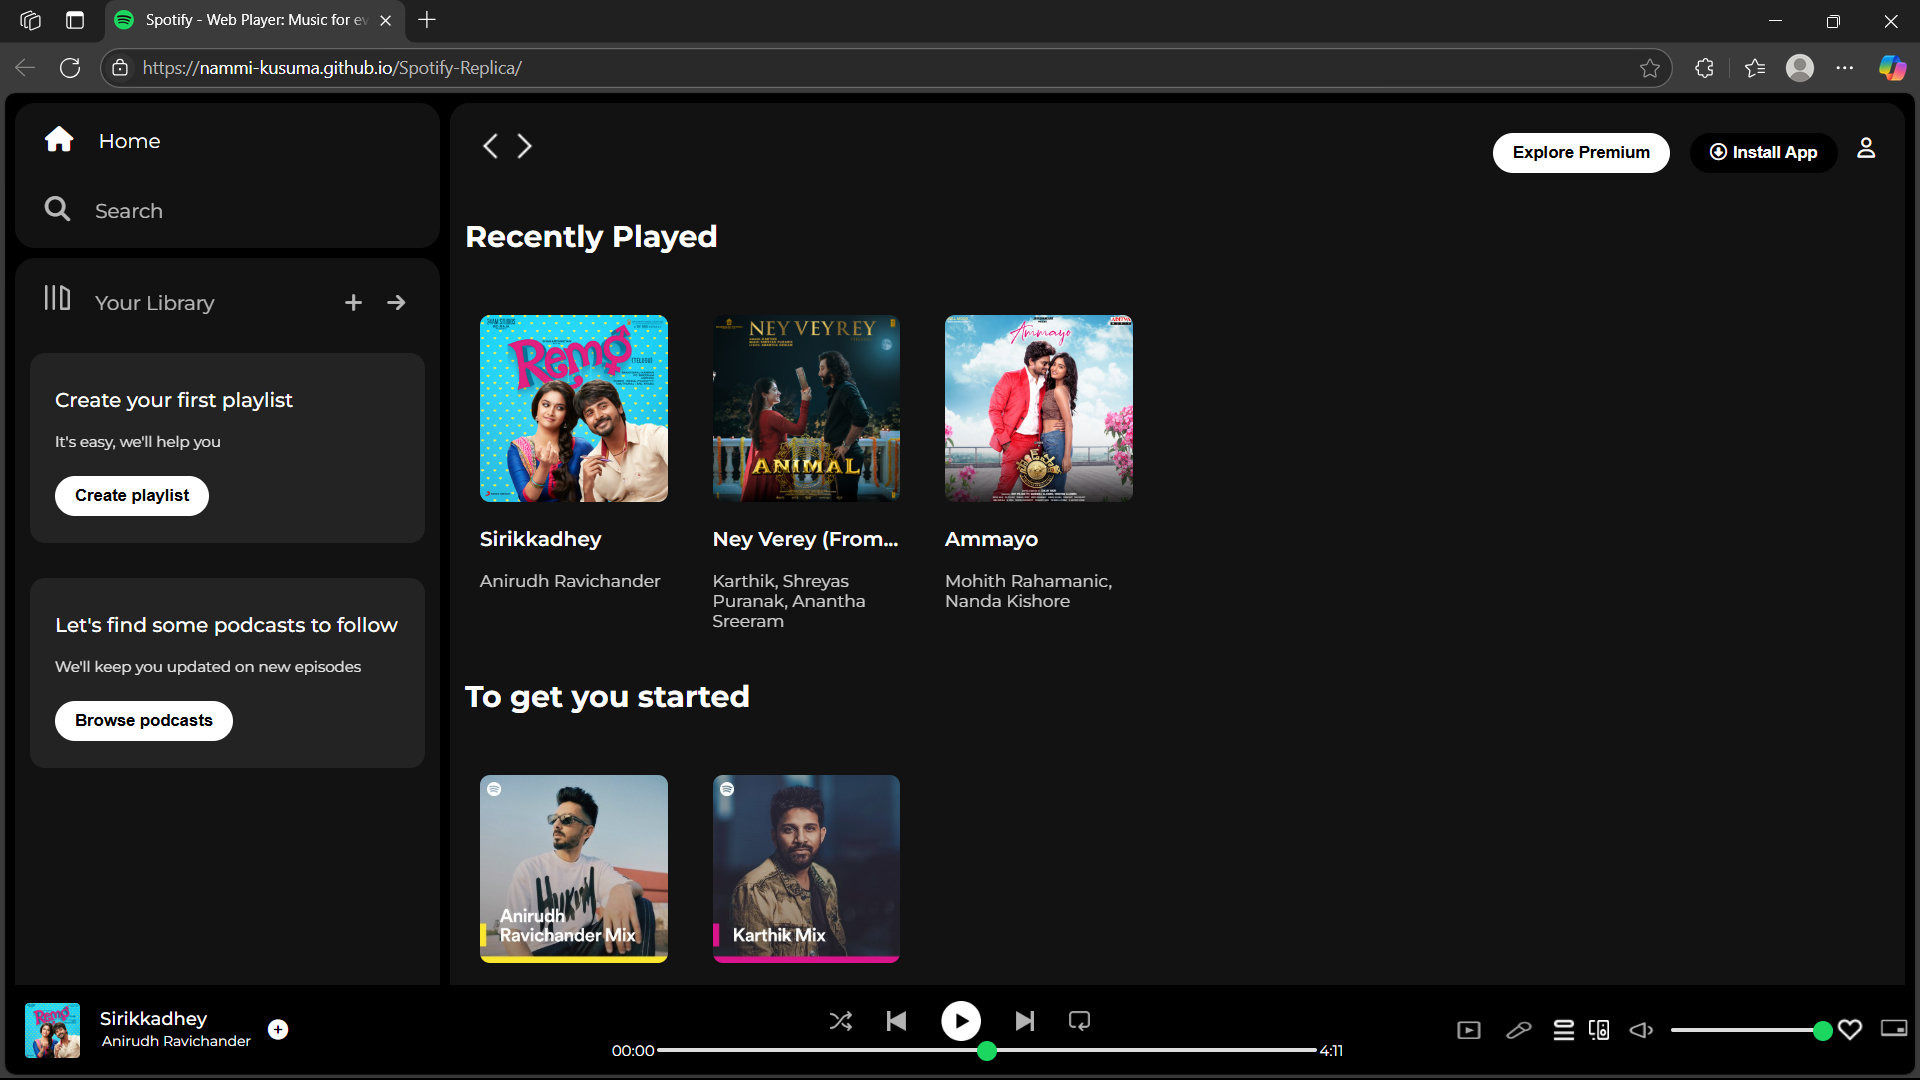 Spotify - Web Player: Music for ev
https://nammi-kusuma.github.io/Spotify-Replica/
Home
Search
Your Library
Create your first playlist
It's easy, we'll help you
Create playlist
Let's find some podcasts to follow
We'll keep you updated on new episodes
Browse podcasts
Explore Premium
Install App
Recently Played
Remo
(TELUGU)
NEY VEYREY
ANIMAL
Ammayo
Sirikkadhey
Anirudh Ravichander
Ney Verey (From...
Karthik, Shreyas
Puranak, Anantha
Sreeram
Ammayo
Mohith Rahamanic,
Nanda Kishore
To get you started
HUKUM
Anirudh
Ravichander Mix
Karthik Mix
Remo
Sirikkadhey
Anirudh Ravichander
00:00
4:11